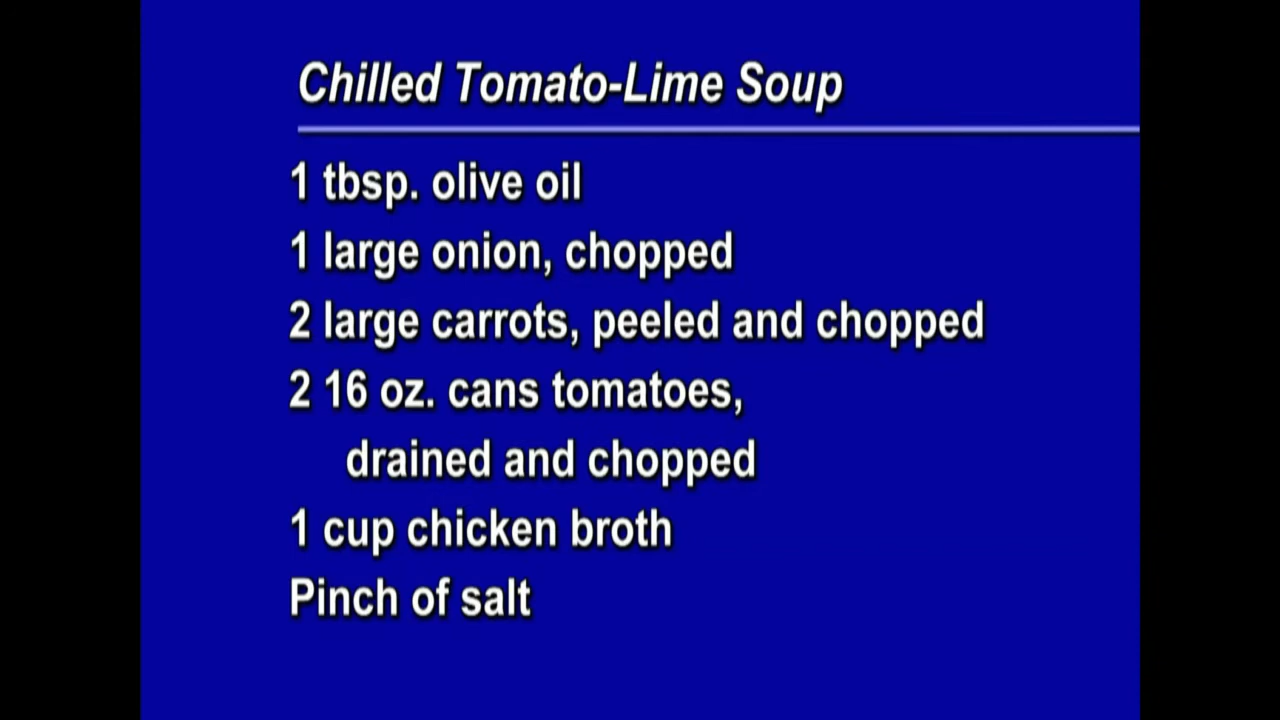 Chilled Tomato-Lime Soup
1 tbsp. olive oil
1 large onion, chopped
2 large carrots, peeled and chopped
2 16 oz. cans tomatoes,
drained and chopped
1 cup chicken broth
Pinch of salt